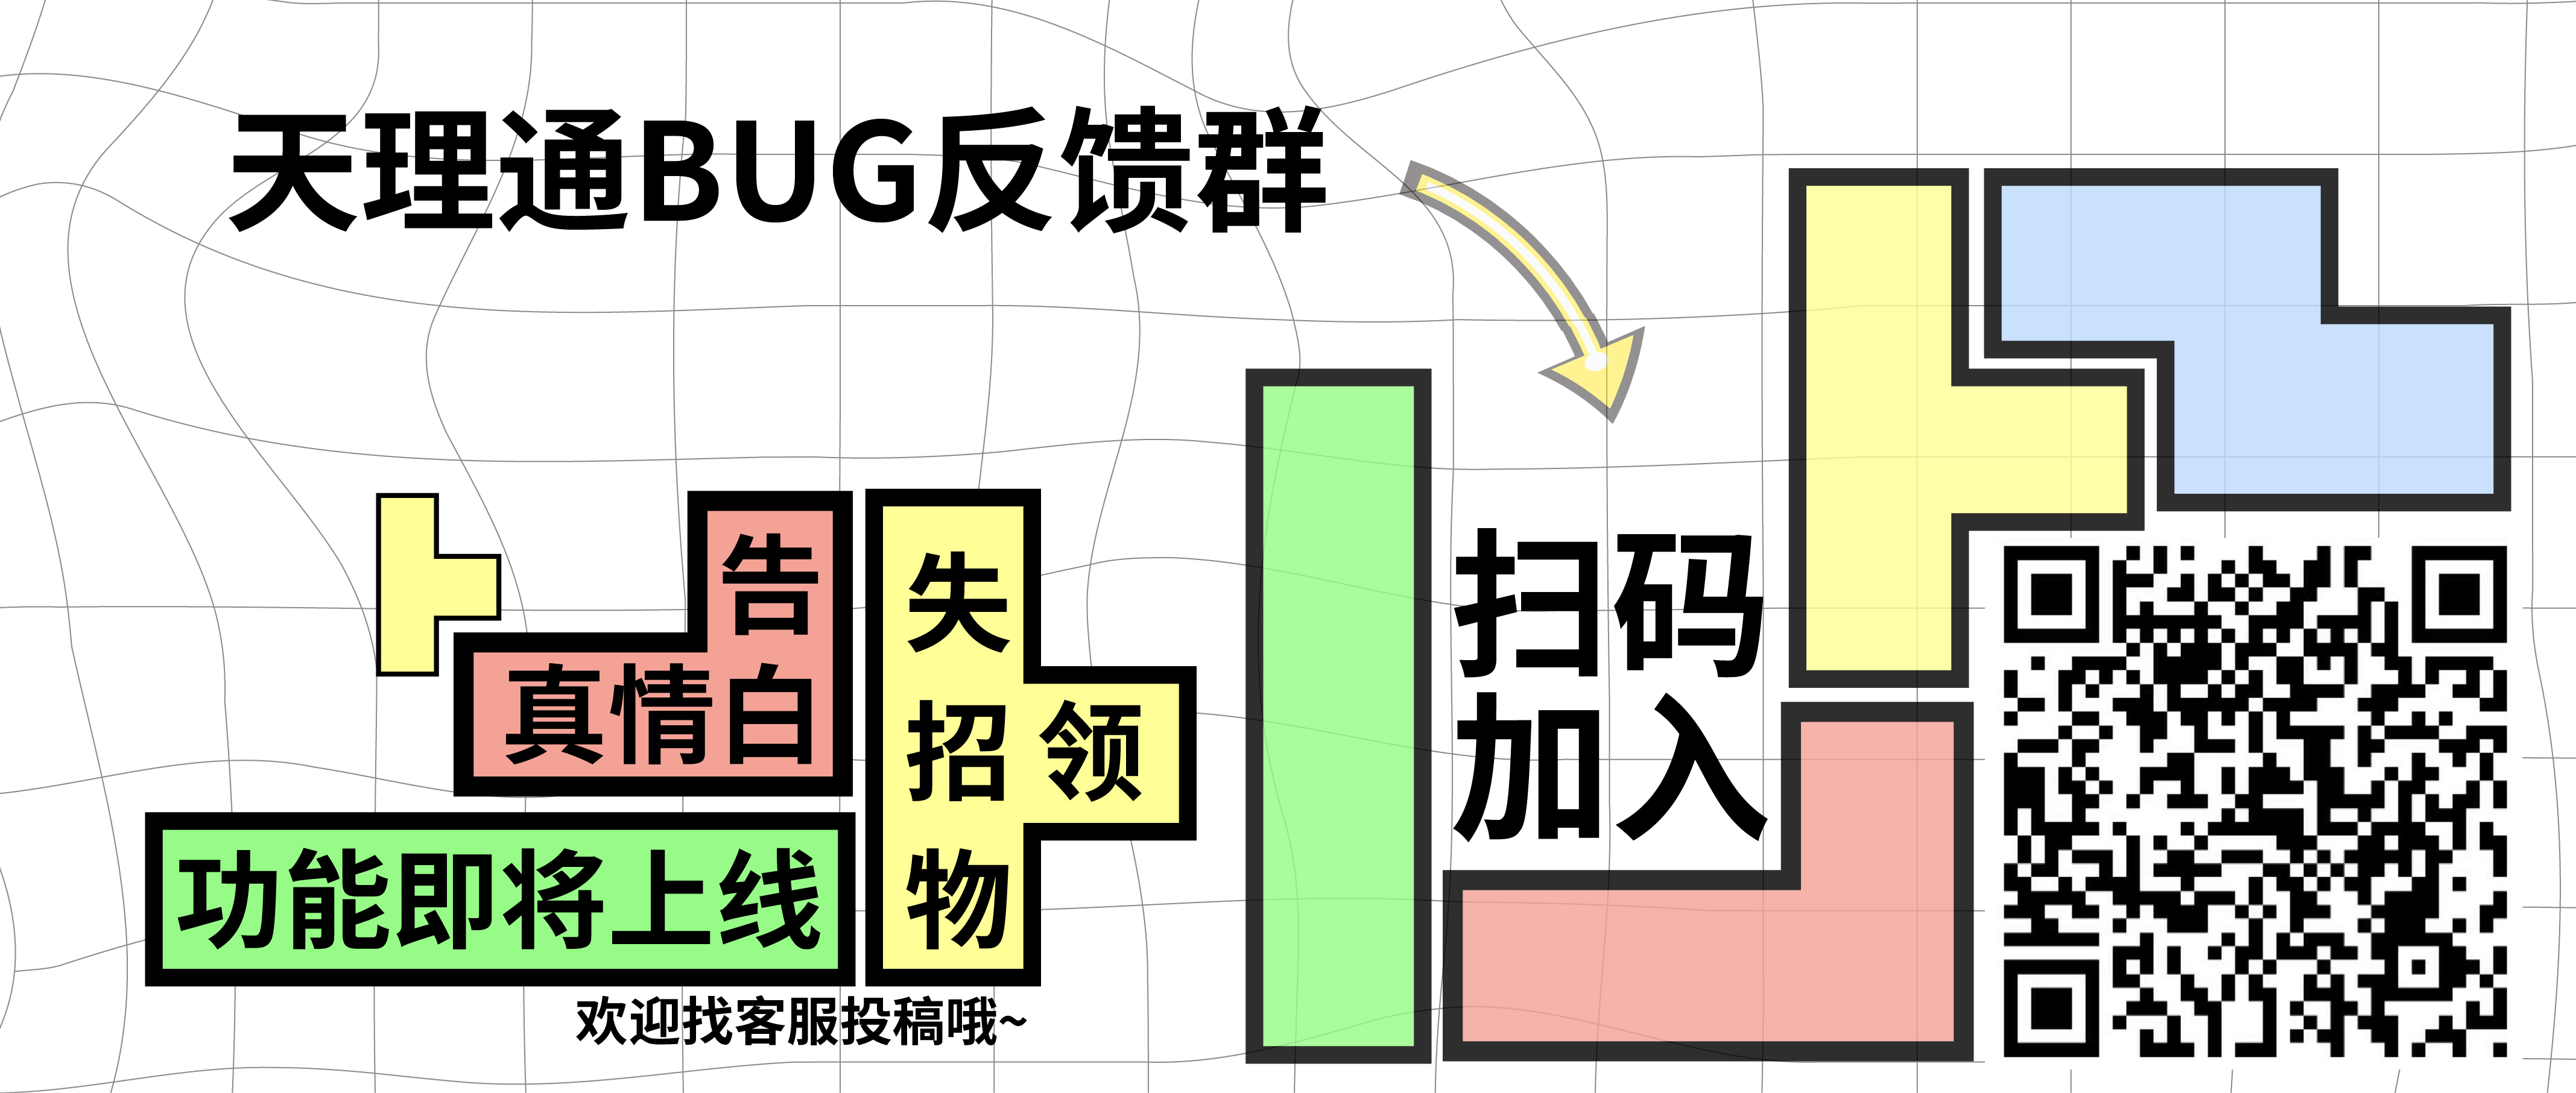 天理通BUG反馈群
扫码
加入
告
真情白
失
招领
物
功能即将上线
欢迎找客服投稿哦~